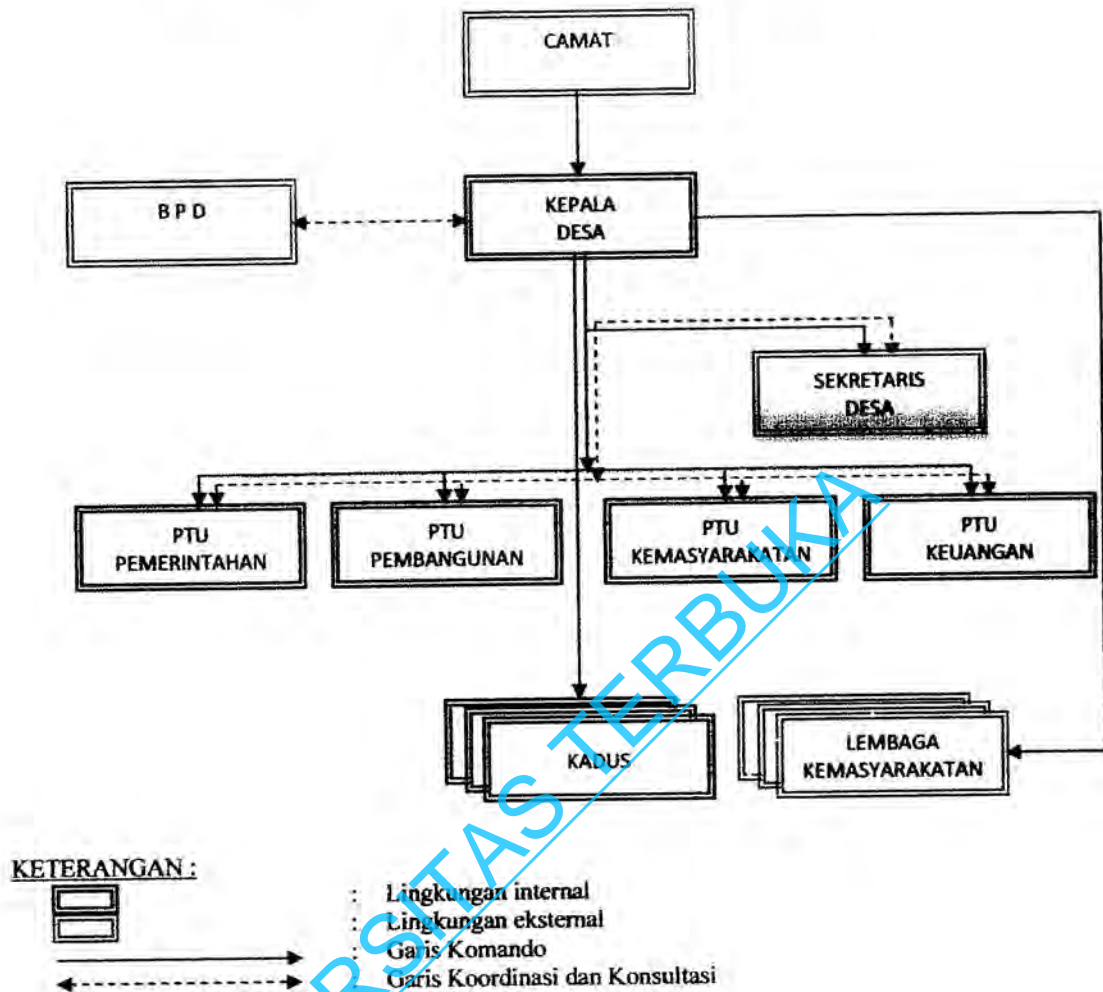 CAMAT
B P D
KEPALA
DESA
SEKRETARIS
DESA
PTU
PEMERINTAHAN
PTU
PEMBANGUNAN
PTU
KEMASYARAKATAN
PTU
KEUANGAN
KADUS
LEMBAGA
KEMASYARAKATAN
KETERANGAN :
: Lingkungan internal
: Lingkungan eksternal
: Garis Komando
: Garis Koordinasi dan Konsultasi
RSITAS TERBUKA